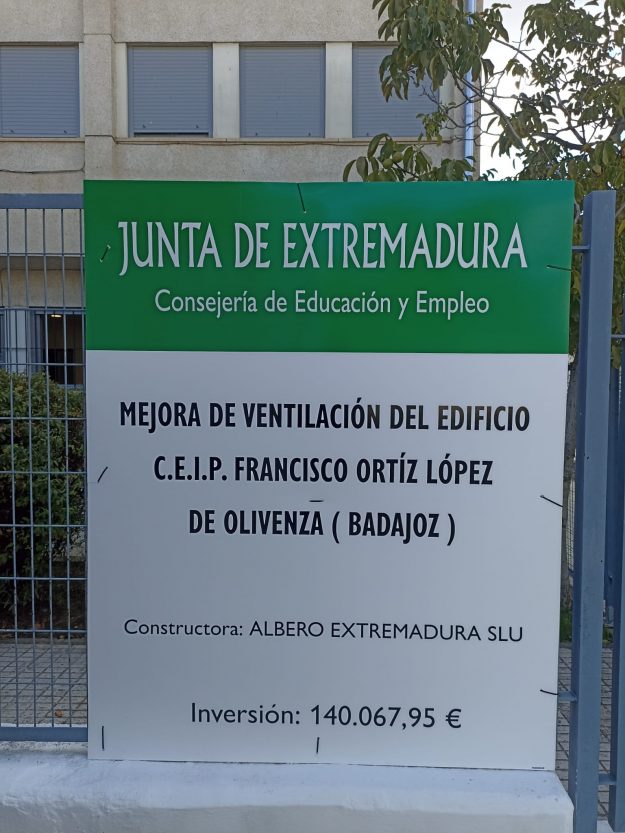 JUNTA DE EXTREMADURA
Consejería de Educación y Empleo
MEJORA DE VENTILACIÓN DEL EDIFICIO
C.E.I.P. FRANCISCO ORTÍZ LÓPEZ
DE OLIVENZA ( BADAJOZ )
Constructora: ALBERO EXTREMADURA SLU
Inversión: 140.067,95 €